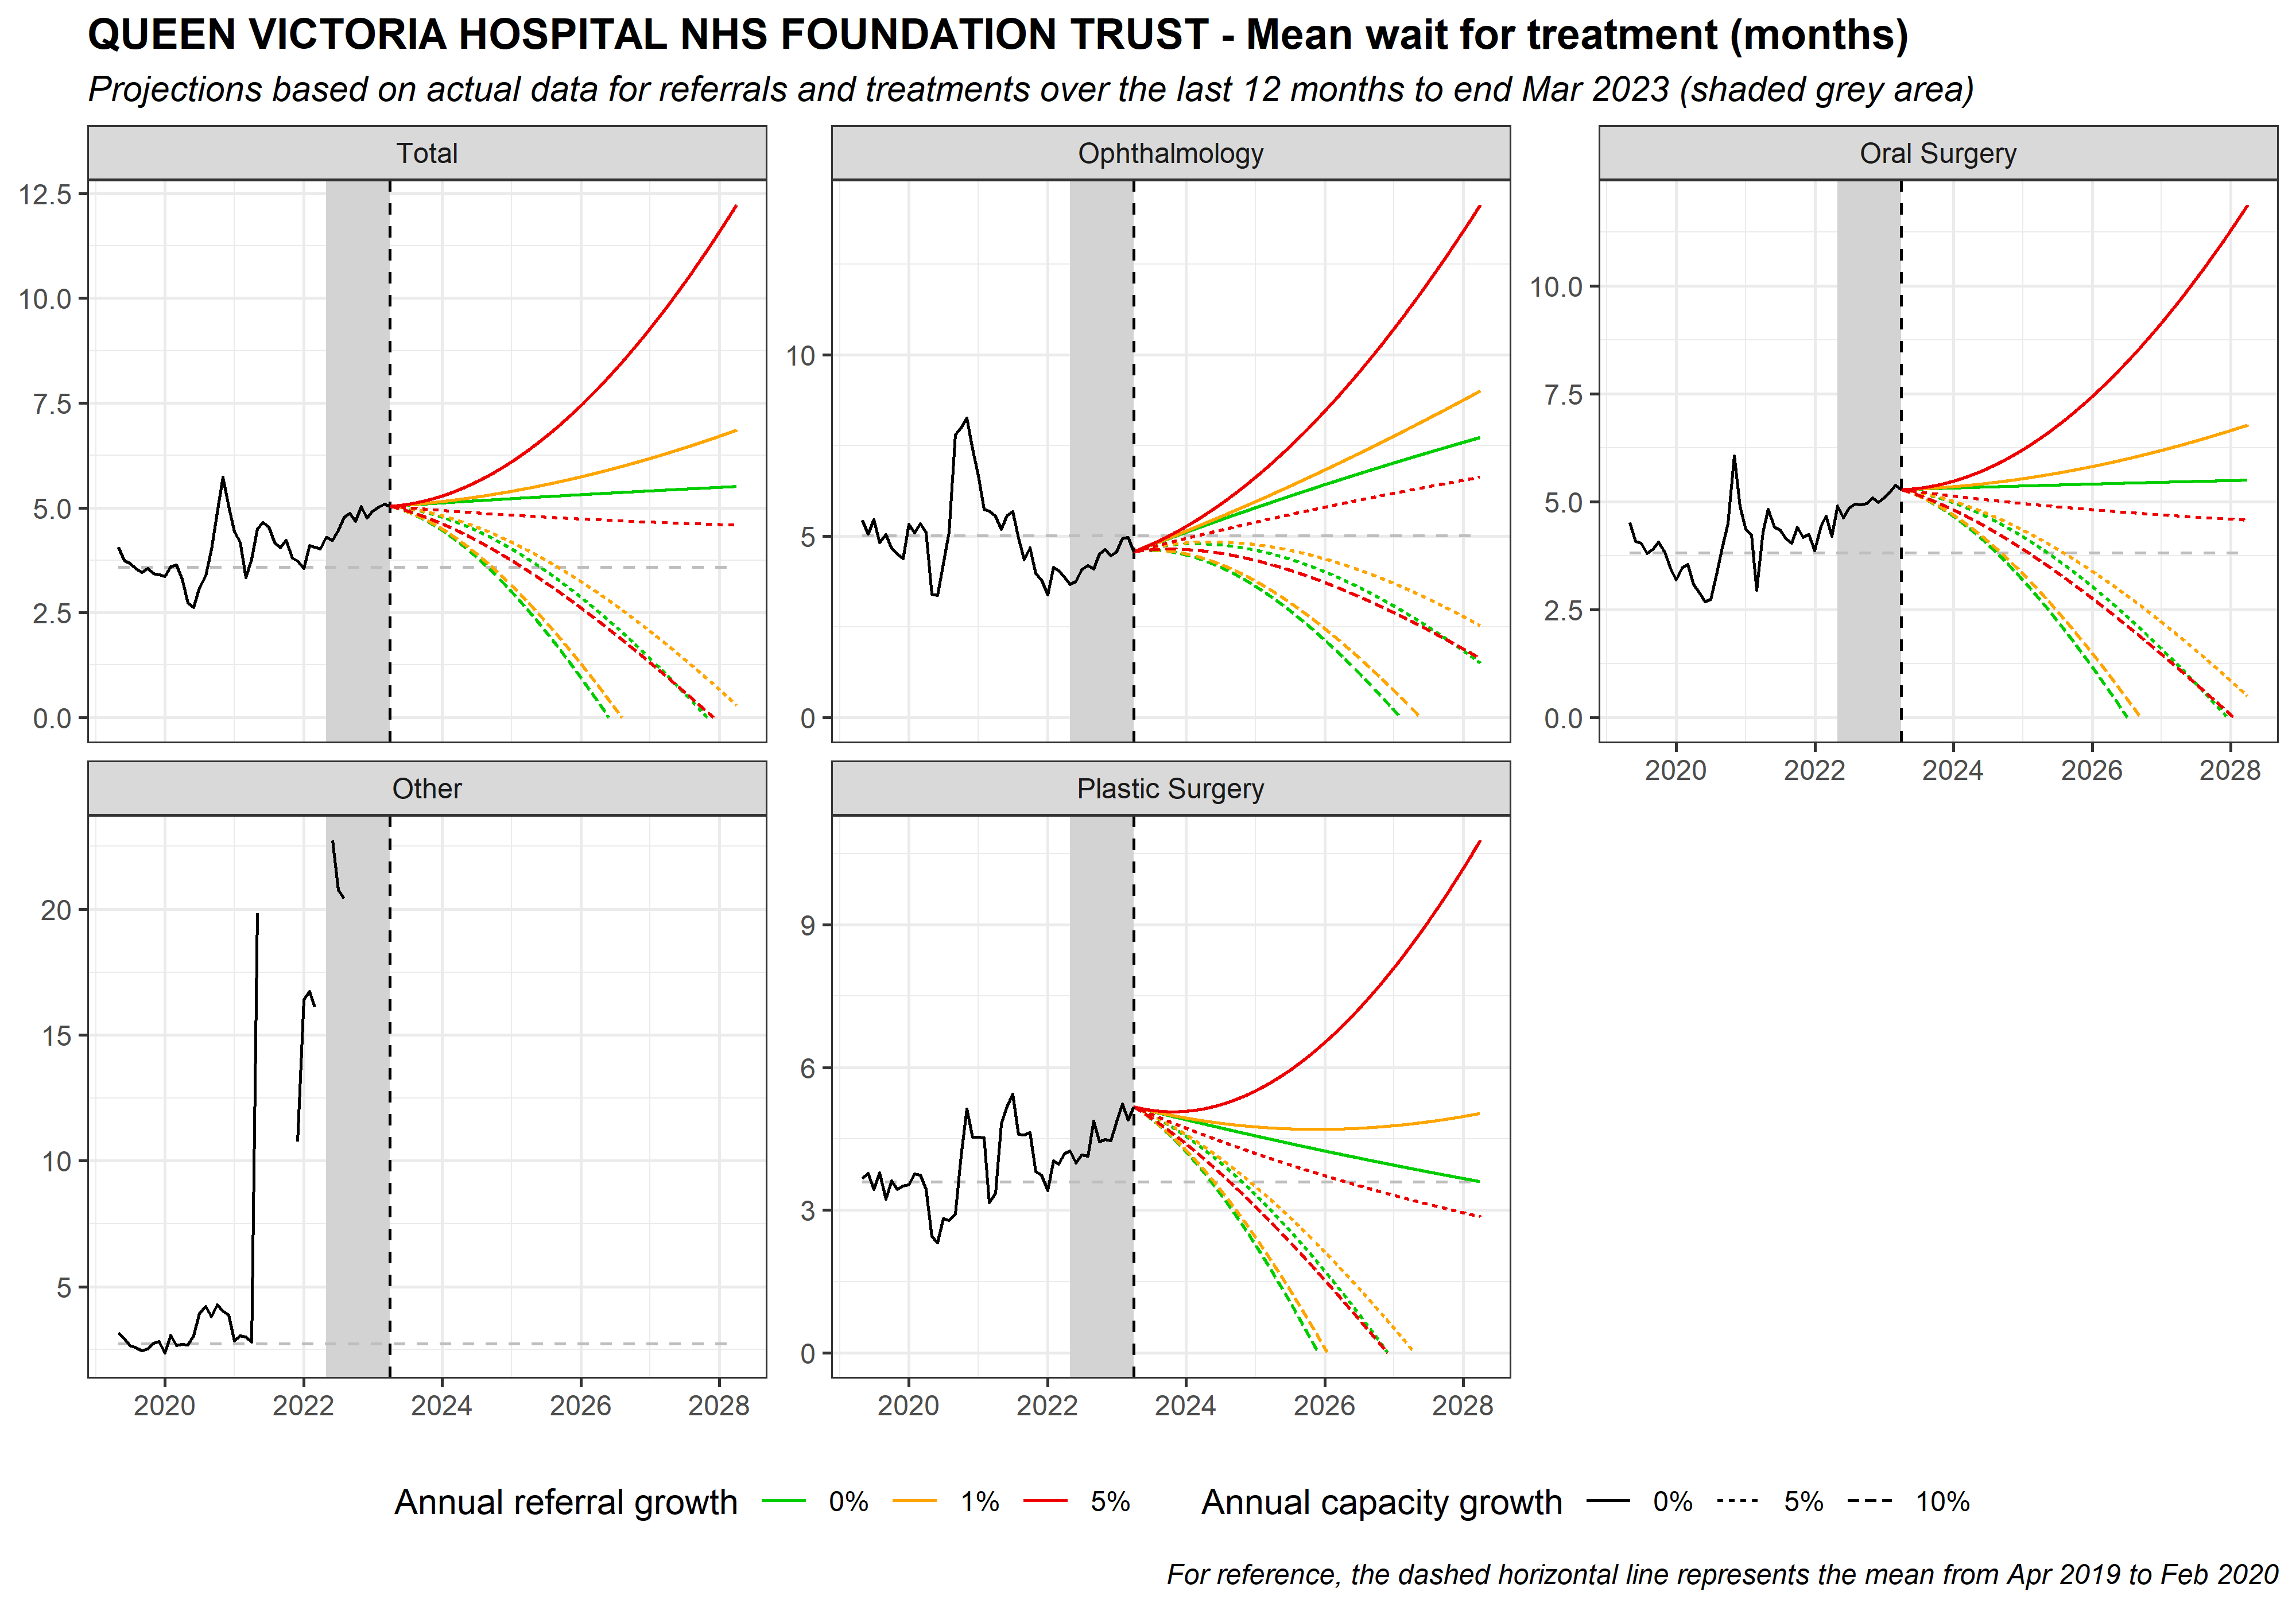 QUEEN VICTORIA HOSPITAL NHS FOUNDATION TRUST - Mean wait for treatment (months)
Projections based on actual data for referrals and treatments over the last 12 months to end Mar 2023 (shaded grey area)
Total
12.5
10.0
7.5
5.0
2.5
0.0
Ophthalmology
10
5
0
Oral Surgery
10.0
7.5
5.0
2.5
0.0
2020 2022 2024 2026 2028
Other
20
15
10
5
2020 2022 2024 2026 2028
Plastic Surgery
9
6
3
0
2020 2022 2024 2026 2028
Annual referral growth 0% 1% 5% Annual capacity growth 0% 5% 10%
For reference, the dashed horizontal line represents the mean from Apr 2019 to Feb 2020